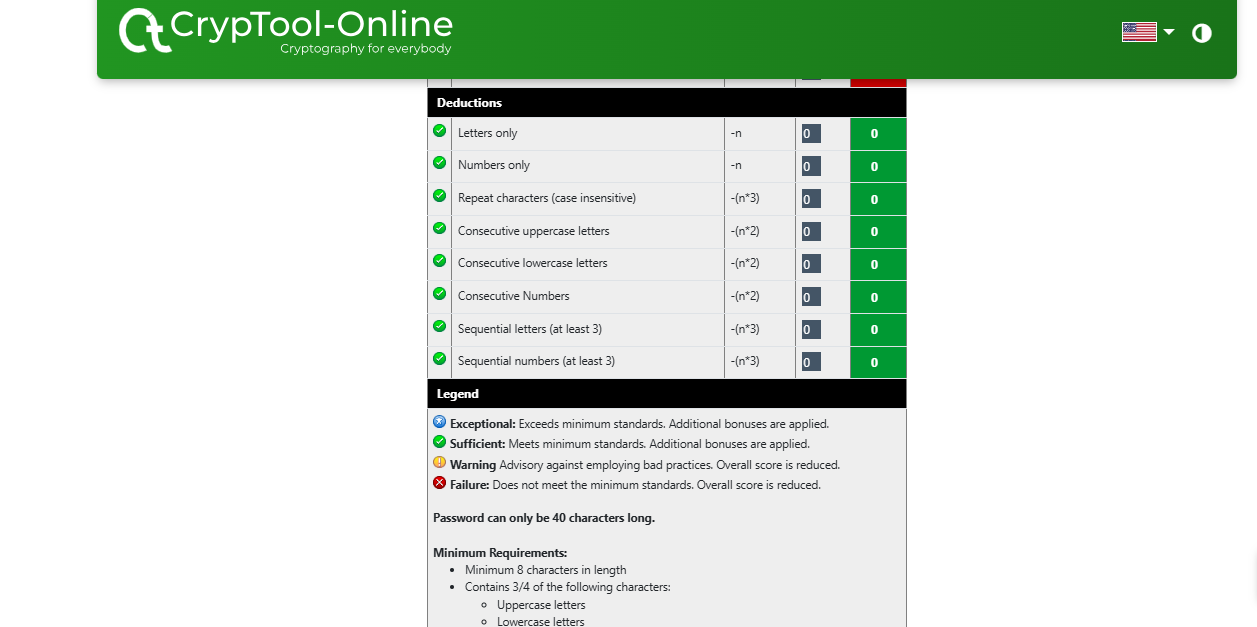 CrypTool-Online
Cryptography for everybody
Deductions
Letters only -n 0 0
Numbers only -n 0 0
Repeat characters (case insensitive) -(n*3) 0 0
Consecutive uppercase letters -(n*2) 0 0
Consecutive lowercase letters -(n*2) 0 0
Consecutive Numbers -(n*2) 0 0
Sequential letters (at least 3) -(n*3) 0 0
Sequential numbers (at least 3) -(n*3) 0 0
Legend
Exceptional: Exceeds minimum standards. Additional bonuses are applied.
Sufficient: Meets minimum standards. Additional bonuses are applied.
Warning Advisory against employing bad practices. Overall score is reduced.
Failure: Does not meet the minimum standards. Overall score is reduced.
Password can only be 40 characters long.
Minimum Requirements:
• Minimum 8 characters in length
• Contains 3/4 of the following characters:
◦ Uppercase letters
◦ Lowercase letters